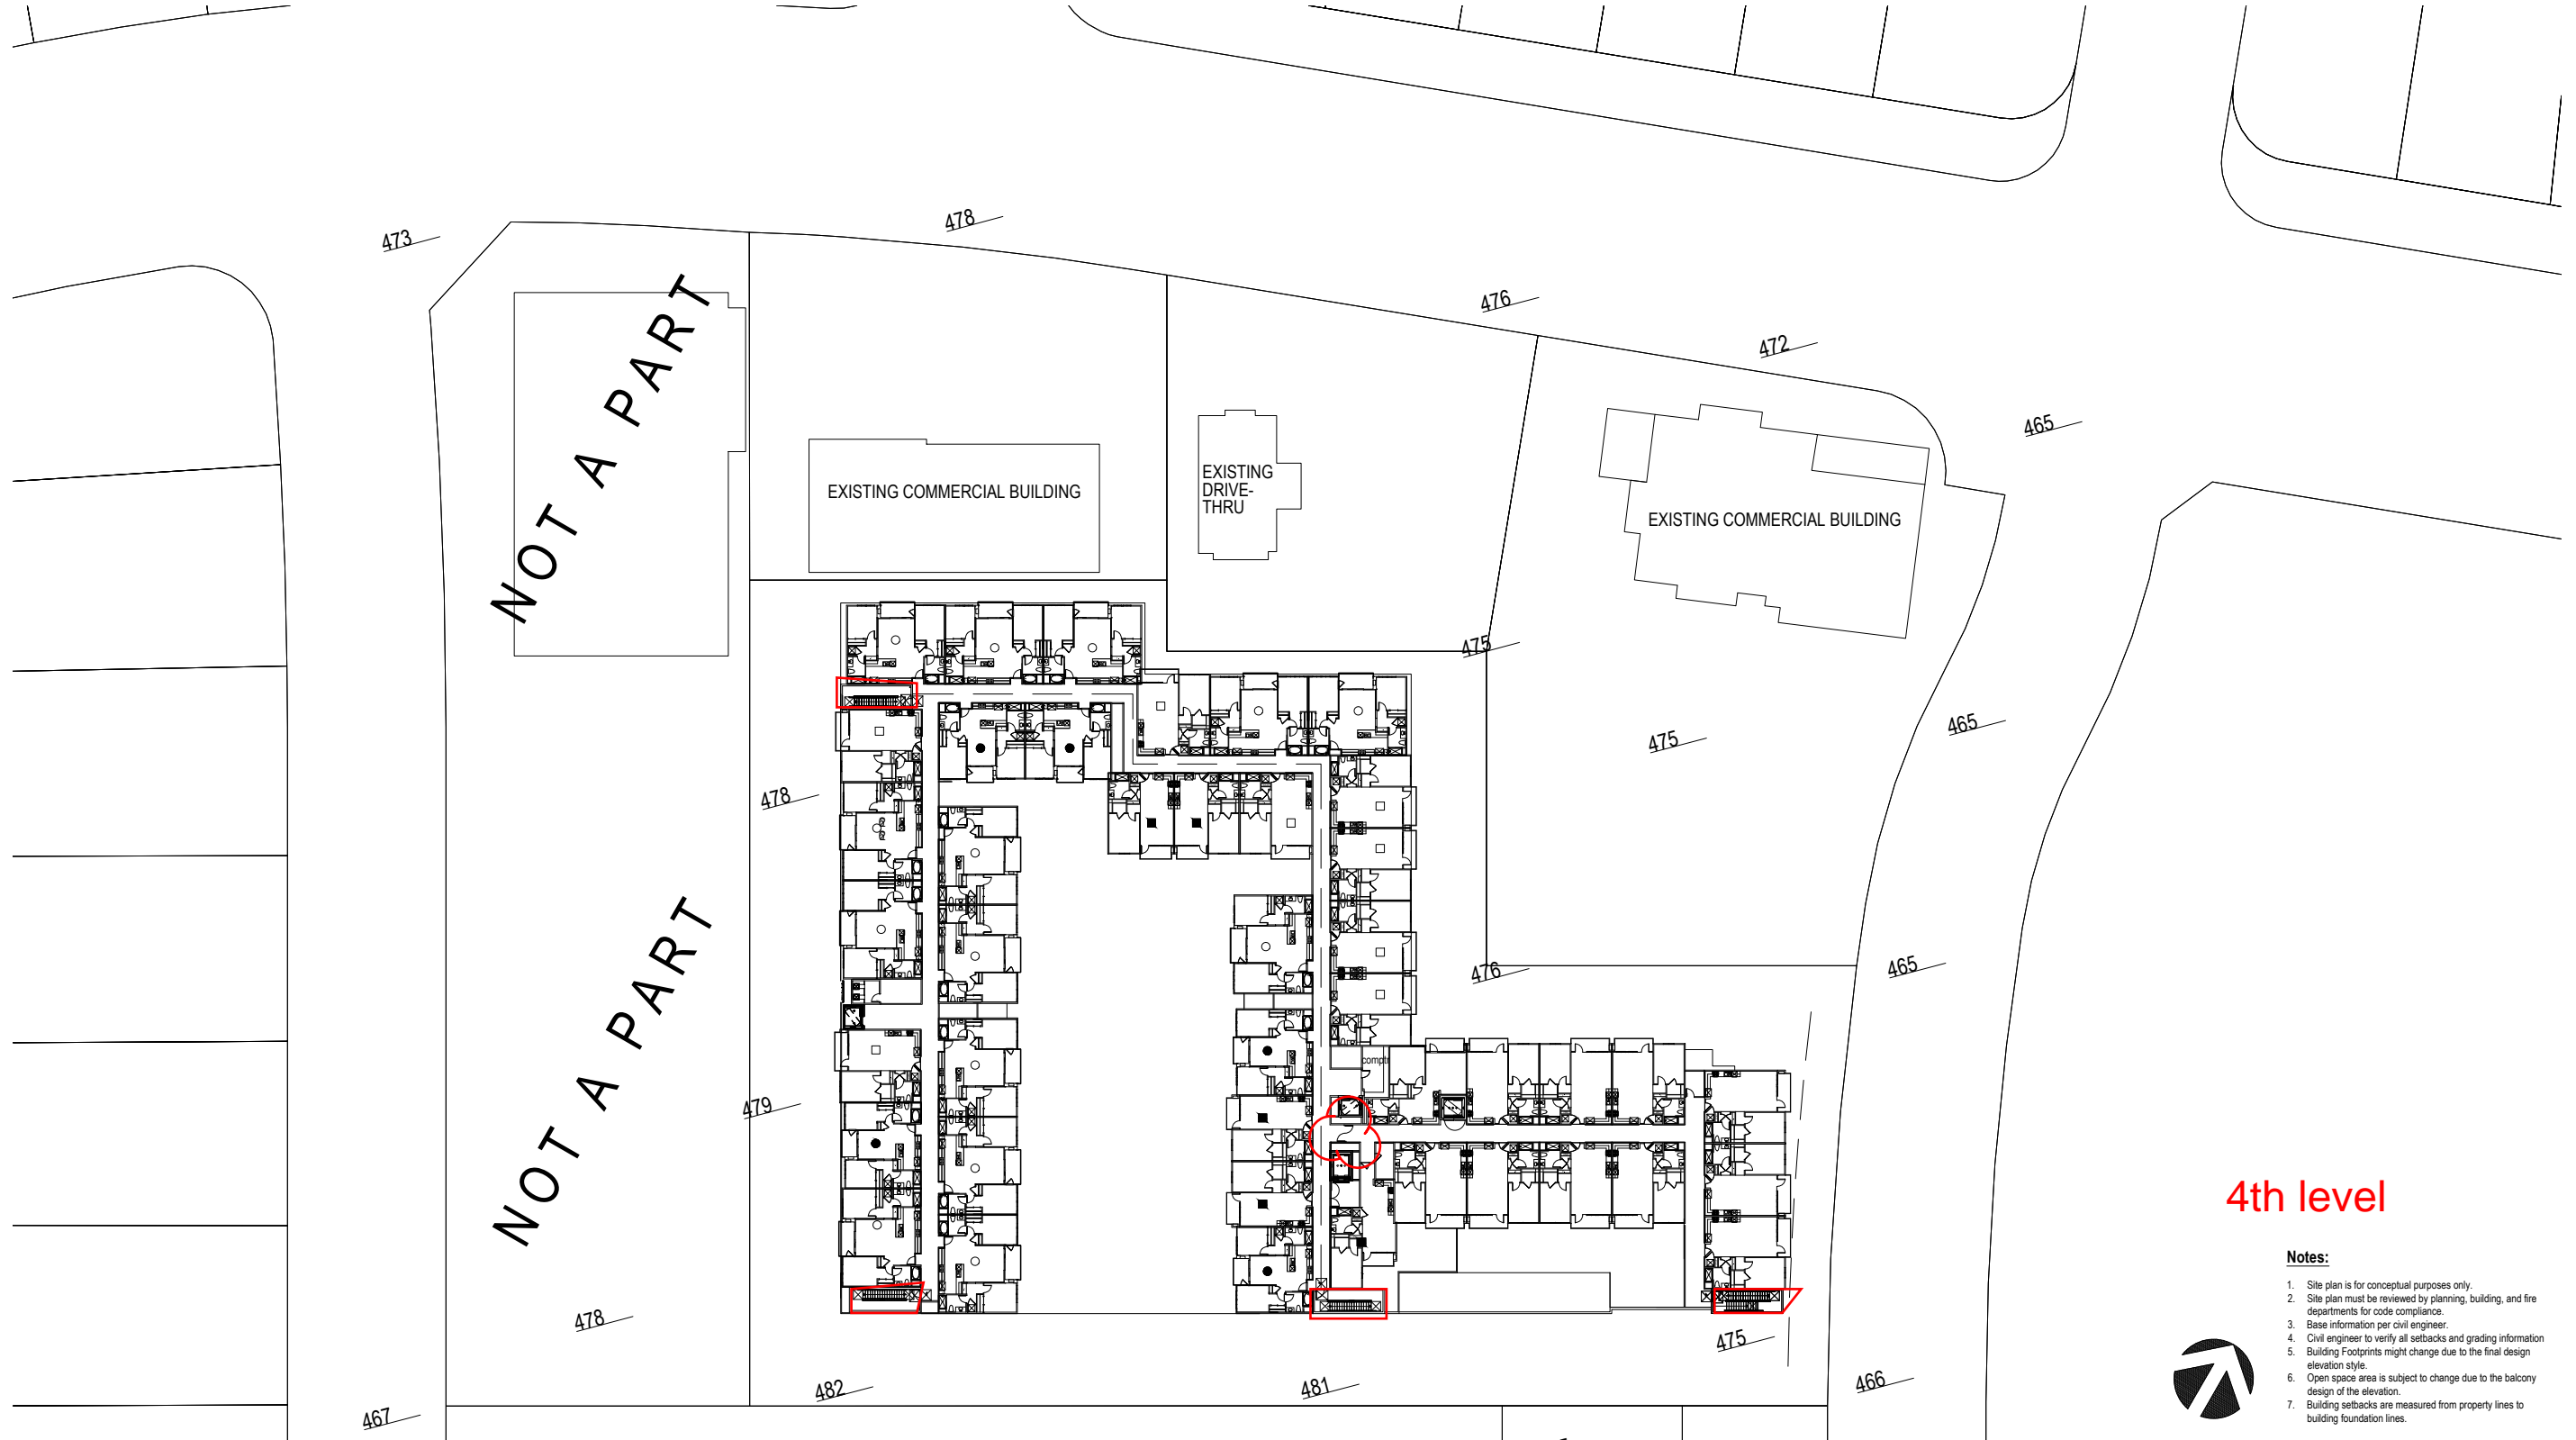 478
473
476
472
465
NOT A PART
EXISTING COMMERCIAL BUILDING
EXISTING
DRIVE-
THRU
EXISTING COMMERCIAL BUILDING
475
465
475
478
465
476
NOT A PART
479
4th level
Notes:
1. Site plan is for conceptual purposes only.
2. Site plan must be reviewed by planning, building, and fire
departments for code compliance.
3. Base information per civil engineer.
4. Civil engineer to verify all setbacks and grading information
5. Building Footprints might change due to the final design
elevation style.
6. Open space area is subject to change due to the balcony
design of the elevation.
7. Building setbacks are measured from property lines to
building foundation lines.
478
475
482
481
466
467